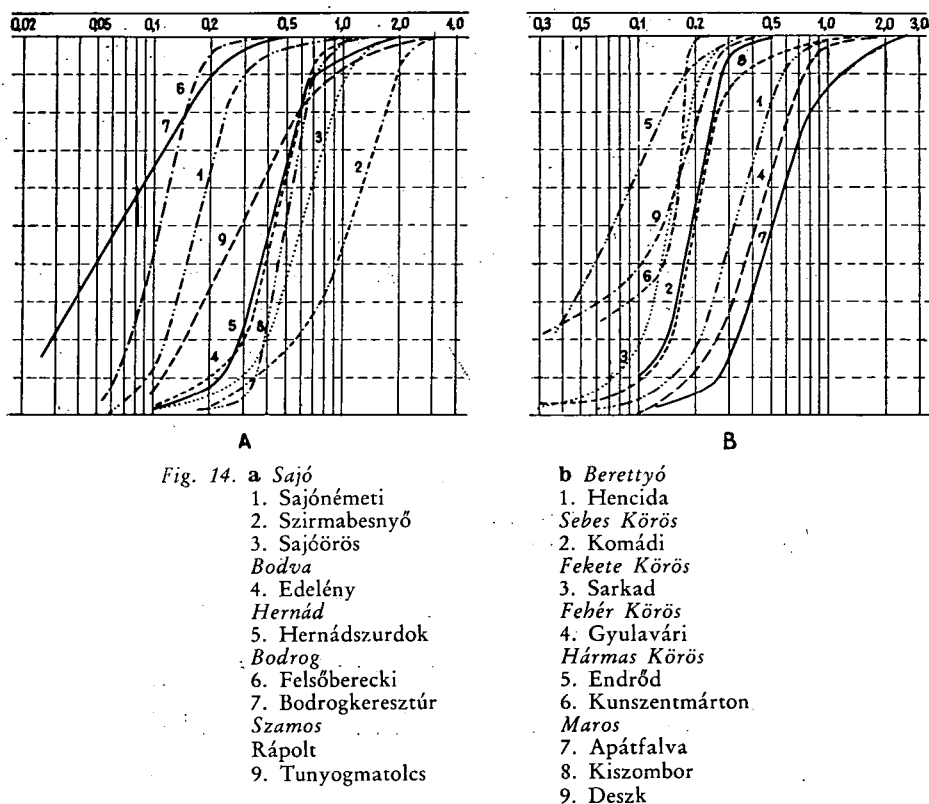 0,02 0,05 0,1 0,2 0,5 1,0 2,0 4,0
6
7
1
9
3
2
5
4
8
7
A
0,3 0,05 0,1 0,2 0,5 1,0 2,0 3,0
8
5
1
4
9
7
6
2
3
B
Fig. 14. a Sajó
1. Sajónémeti
2. Szirmabesnyő
3. Sajóörös
Bodva
4. Edelény
Hernád
5. Hernádszurdok
Bodrog
6. Felsőberecki
7. Bodrogkeresztúr
Szamos
Rápolt
9. Tunyogmatolcs
b Berettyó
1. Hencida
Sebes Körös
2. Komádi
Fekete Körös
3. Sarkad
Fehér Körös
4. Gyulavári
Hármas Körös
5. Endrőd
6. Kunszentmárton
Maros
7. Apátfalva
8. Kiszombor
9. Deszk